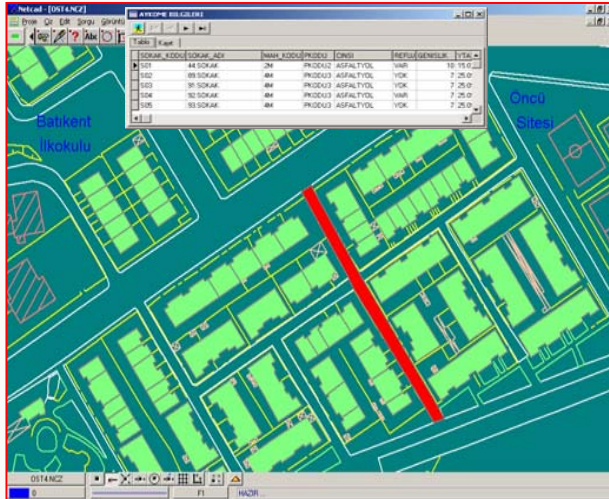 Netcad - [OST4.NCZ]
Proje Çiz Edit Sorgu Görüntü
AYKOME BILGILERI
Tablo Kayıt
SOKAK_KODU SOKAK_ADI MAH_KODU PKODU CINSI REFUJ GENISLIK YTA
S01 44.SOKAK 2M PKODU2 ASFALTYOL VAR 10 15.0
S02 89.SOKAK 4M PKODU3 ASFALTYOL YOK 7 25.0
S03 91.SOKAK 4M PKODU3 ASFALTYOL YOK 7 25.0
S04 92.SOKAK 4M PKODU3 ASFALTYOL VAR 7 25.0
S05 93.SOKAK 4M PKODU3 ASFALTYOL YOK 7 25.0
Abc
Batıkent
İlkokulu
Öncü
Sitesi
OST4.NCZ
0 F1 HAZIR ...